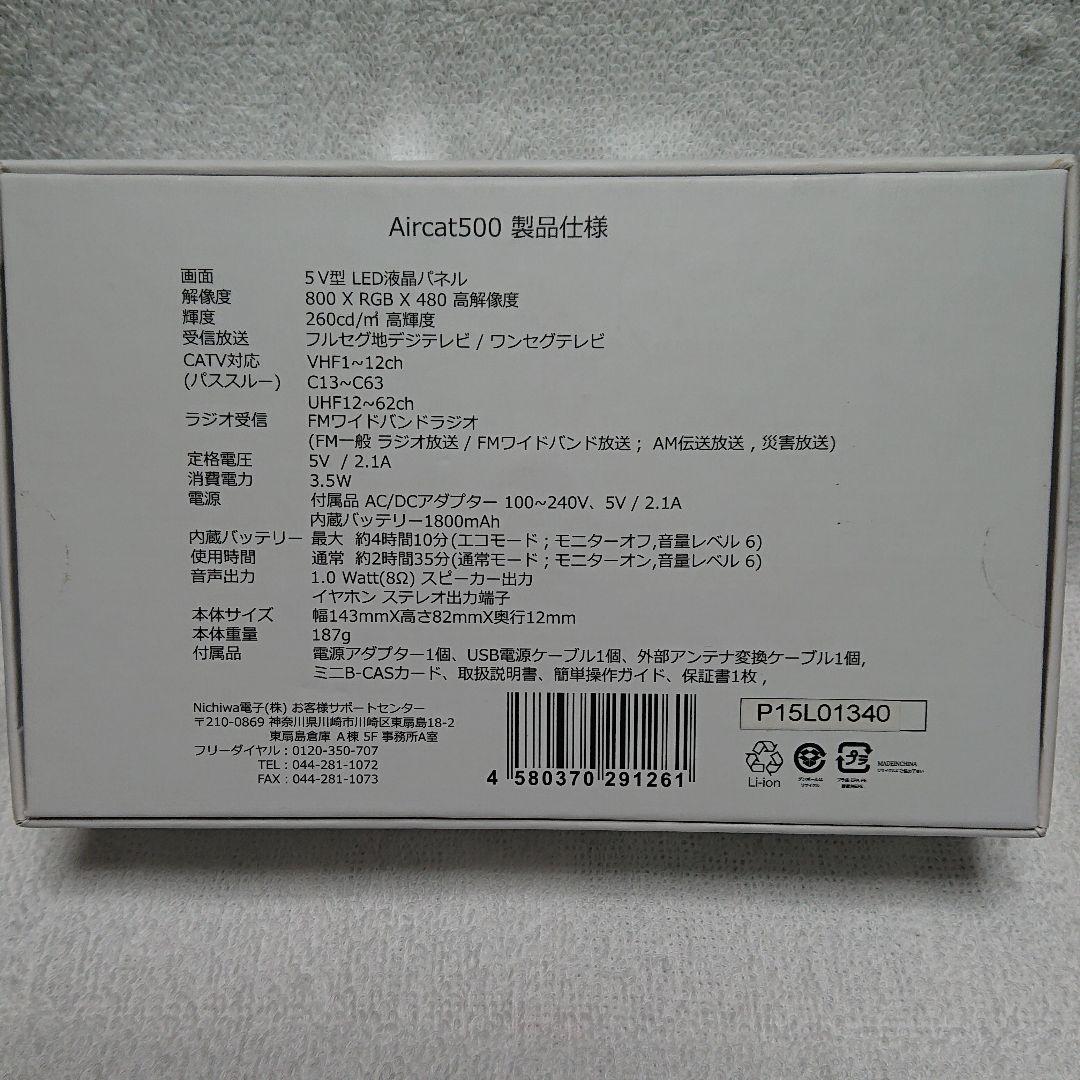 Aircat500 製品仕様
画面 5V型 LED液晶パネル
解像度 800 X RGB X 480 高解像度
輝度 260cd/㎡ 高輝度
受信放送 フルセグ地デジテレビ / ワンセグテレビ
CATV対応 VHF1~12ch
(パススルー) C13~C63
UHF12~62ch
ラジオ受信 FMワイドバンドラジオ
(FM一般 ラジオ放送 / FMワイドバンド放送 ; AM伝送放送 , 災害放送)
定格電圧 5V / 2.1A
消費電力 3.5W
電源 付属品 AC/DCアダプター 100~240V、5V / 2.1A
内蔵バッテリー1800mAh
内蔵バッテリー 最大 約4時間10分(エコモード ; モニターオフ,音量レベル 6)
使用時間 通常 約2時間35分(通常モード ; モニターオン,音量レベル 6)
音声出力 1.0 Watt(8Ω) スピーカー出力
イヤホン ステレオ出力端子
本体サイズ 幅143mmX高さ82mmX奥行12mm
本体重量 187g
付属品 電源アダプター1個、USB電源ケーブル1個、外部アンテナ変換ケーブル1個,
ミニB-CASカード、取扱説明書、簡単操作ガイド、保証書1枚 ,
Nichiwa電子(株) お客様サポートセンター
〒210-0869 神奈川県川崎市川崎区東扇島18-2
東扇島倉庫 A棟 5F 事務所A室
フリーダイヤル : 0120-350-707
TEL : 044-281-1072
FAX : 044-281-1073
4 580370 291261
P15L01340
Li-ion
ダンボールは
リサイクル
プラ
MADEINCHINA